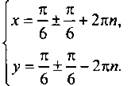 x = π/6 ± π/6 + 2πn,
y = π/6 ± π/6 − 2πn.